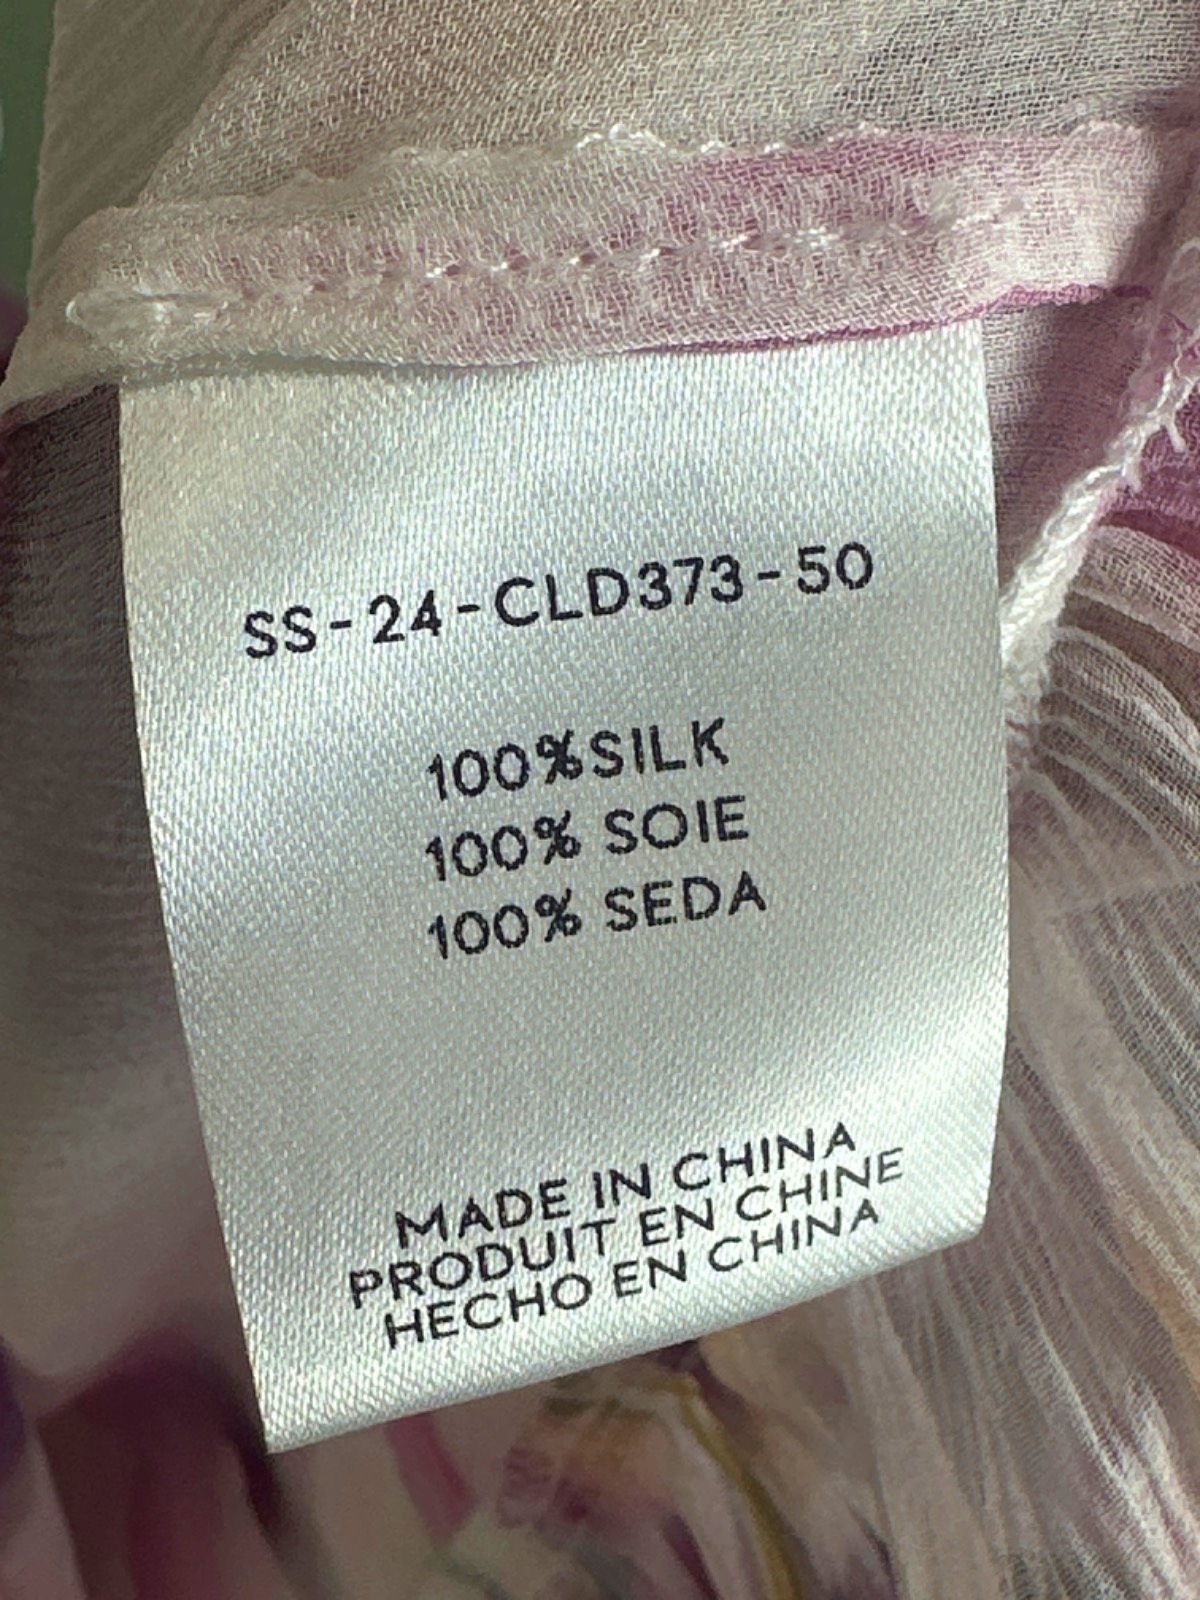 SS-24-CLD373-50
100%SILK
100% SOIE
100% SEDA
MADE IN CHINA
PRODUIT EN CHINE
HECHO EN CHINA